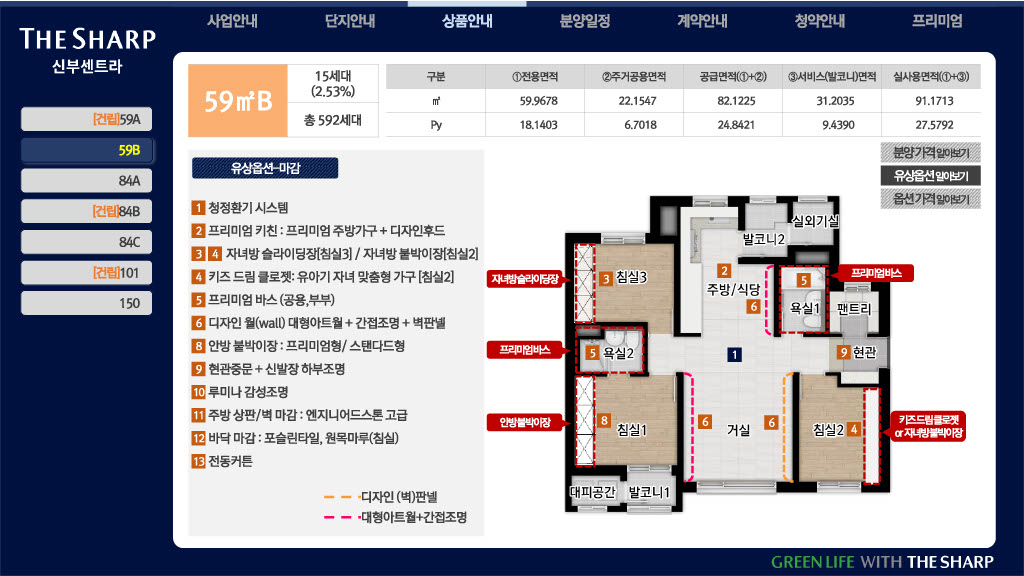 사업안내 단지안내 상품안내 분양일정 계약안내 청약안내 프리미엄
THE SHARP
신부센트라
[건립]59A
59B
84A
[건립]84B
84C
[건립]101
150
59㎡B
15세대
(2.53%)
총 592세대
구분 ①전용면적 ②주거공용면적 공급면적(①+②) ③서비스(발코니)면적 실사용면적(①+③)
㎡ 59.9678 22.1547 82.1225 31.2035 91.1713
Py 18.1403 6.7018 24.8421 9.4390 27.5792
분양가격 알아보기
유상옵션 알아보기
옵션가격 알아보기
유상옵션-마감
1 청정환기 시스템
2 프리미엄 키친 : 프리미엄 주방가구 + 디자인후드
3 4 자녀방 슬라이딩장[침실3] / 자녀방 붙박이장[침실2]
4 키즈 드림 클로젯: 유아기 자녀 맞춤형 가구 [침실2]
5 프리미엄 바스 (공용,부부)
6 디자인 월(wall) 대형아트월 + 간접조명 + 벽판넬
8 안방 붙박이장 : 프리미엄형/ 스탠다드형
9 현관중문 + 신발장 하부조명
10 루미나 감성조명
11 주방 상판/벽 마감 : 엔지니어드스톤 고급
12 바닥 마감 : 포슬린타일, 원목마루(침실)
13 전동커튼
디자인 (벽)판넬
대형아트월+간접조명
실외기실
발코니2
2
주방/식당
6
자녀방슬라이딩장
3 침실3
프리미엄바스
5
욕실1
팬트리
프리미엄바스
5 욕실2
1
9 현관
안방붙박이장
8
침실1
6
거실
6
침실2 4
키즈드림클로젯
or 자녀방붙박이장
대피공간
발코니1
GREEN LIFE WITH THE SHARP